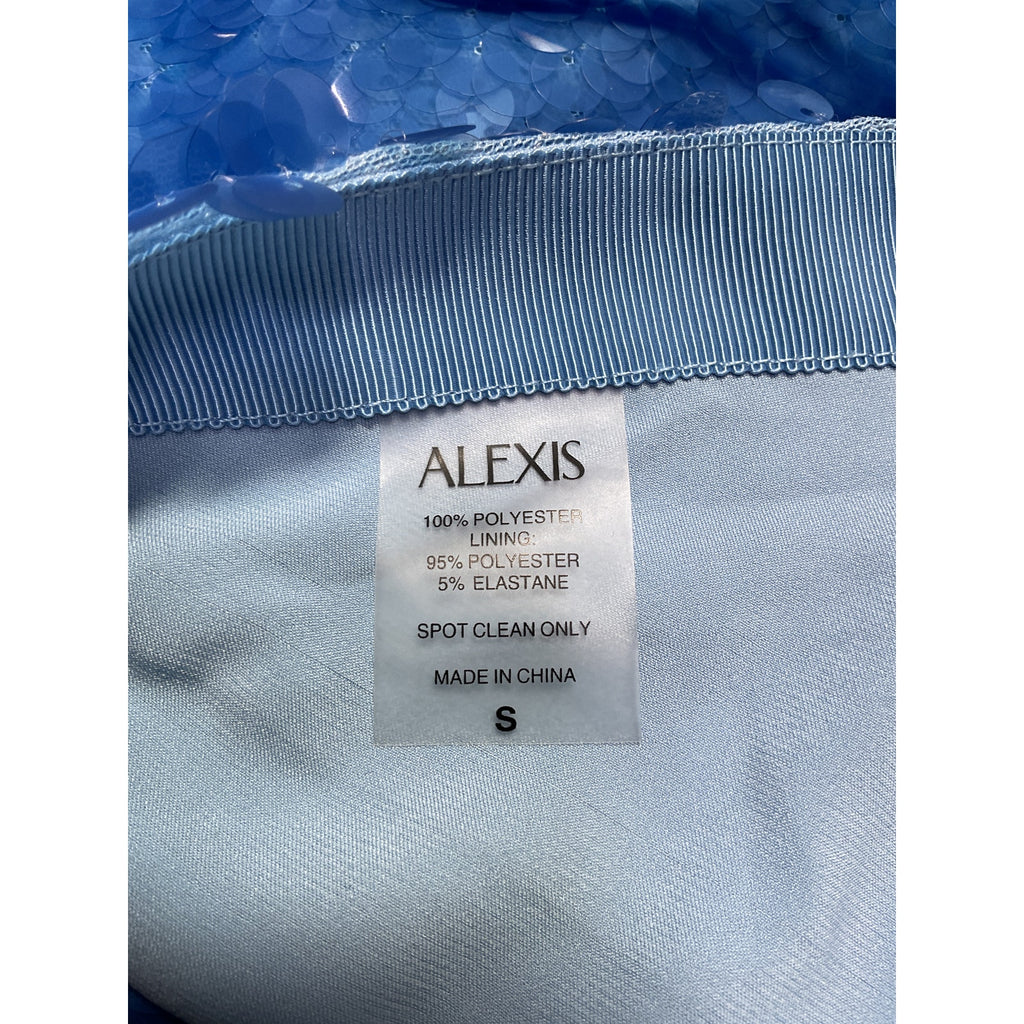 ALEXIS
100% POLYESTER
LINING:
95% POLYESTER
5% ELASTANE
SPOT CLEAN ONLY
MADE IN CHINA
S